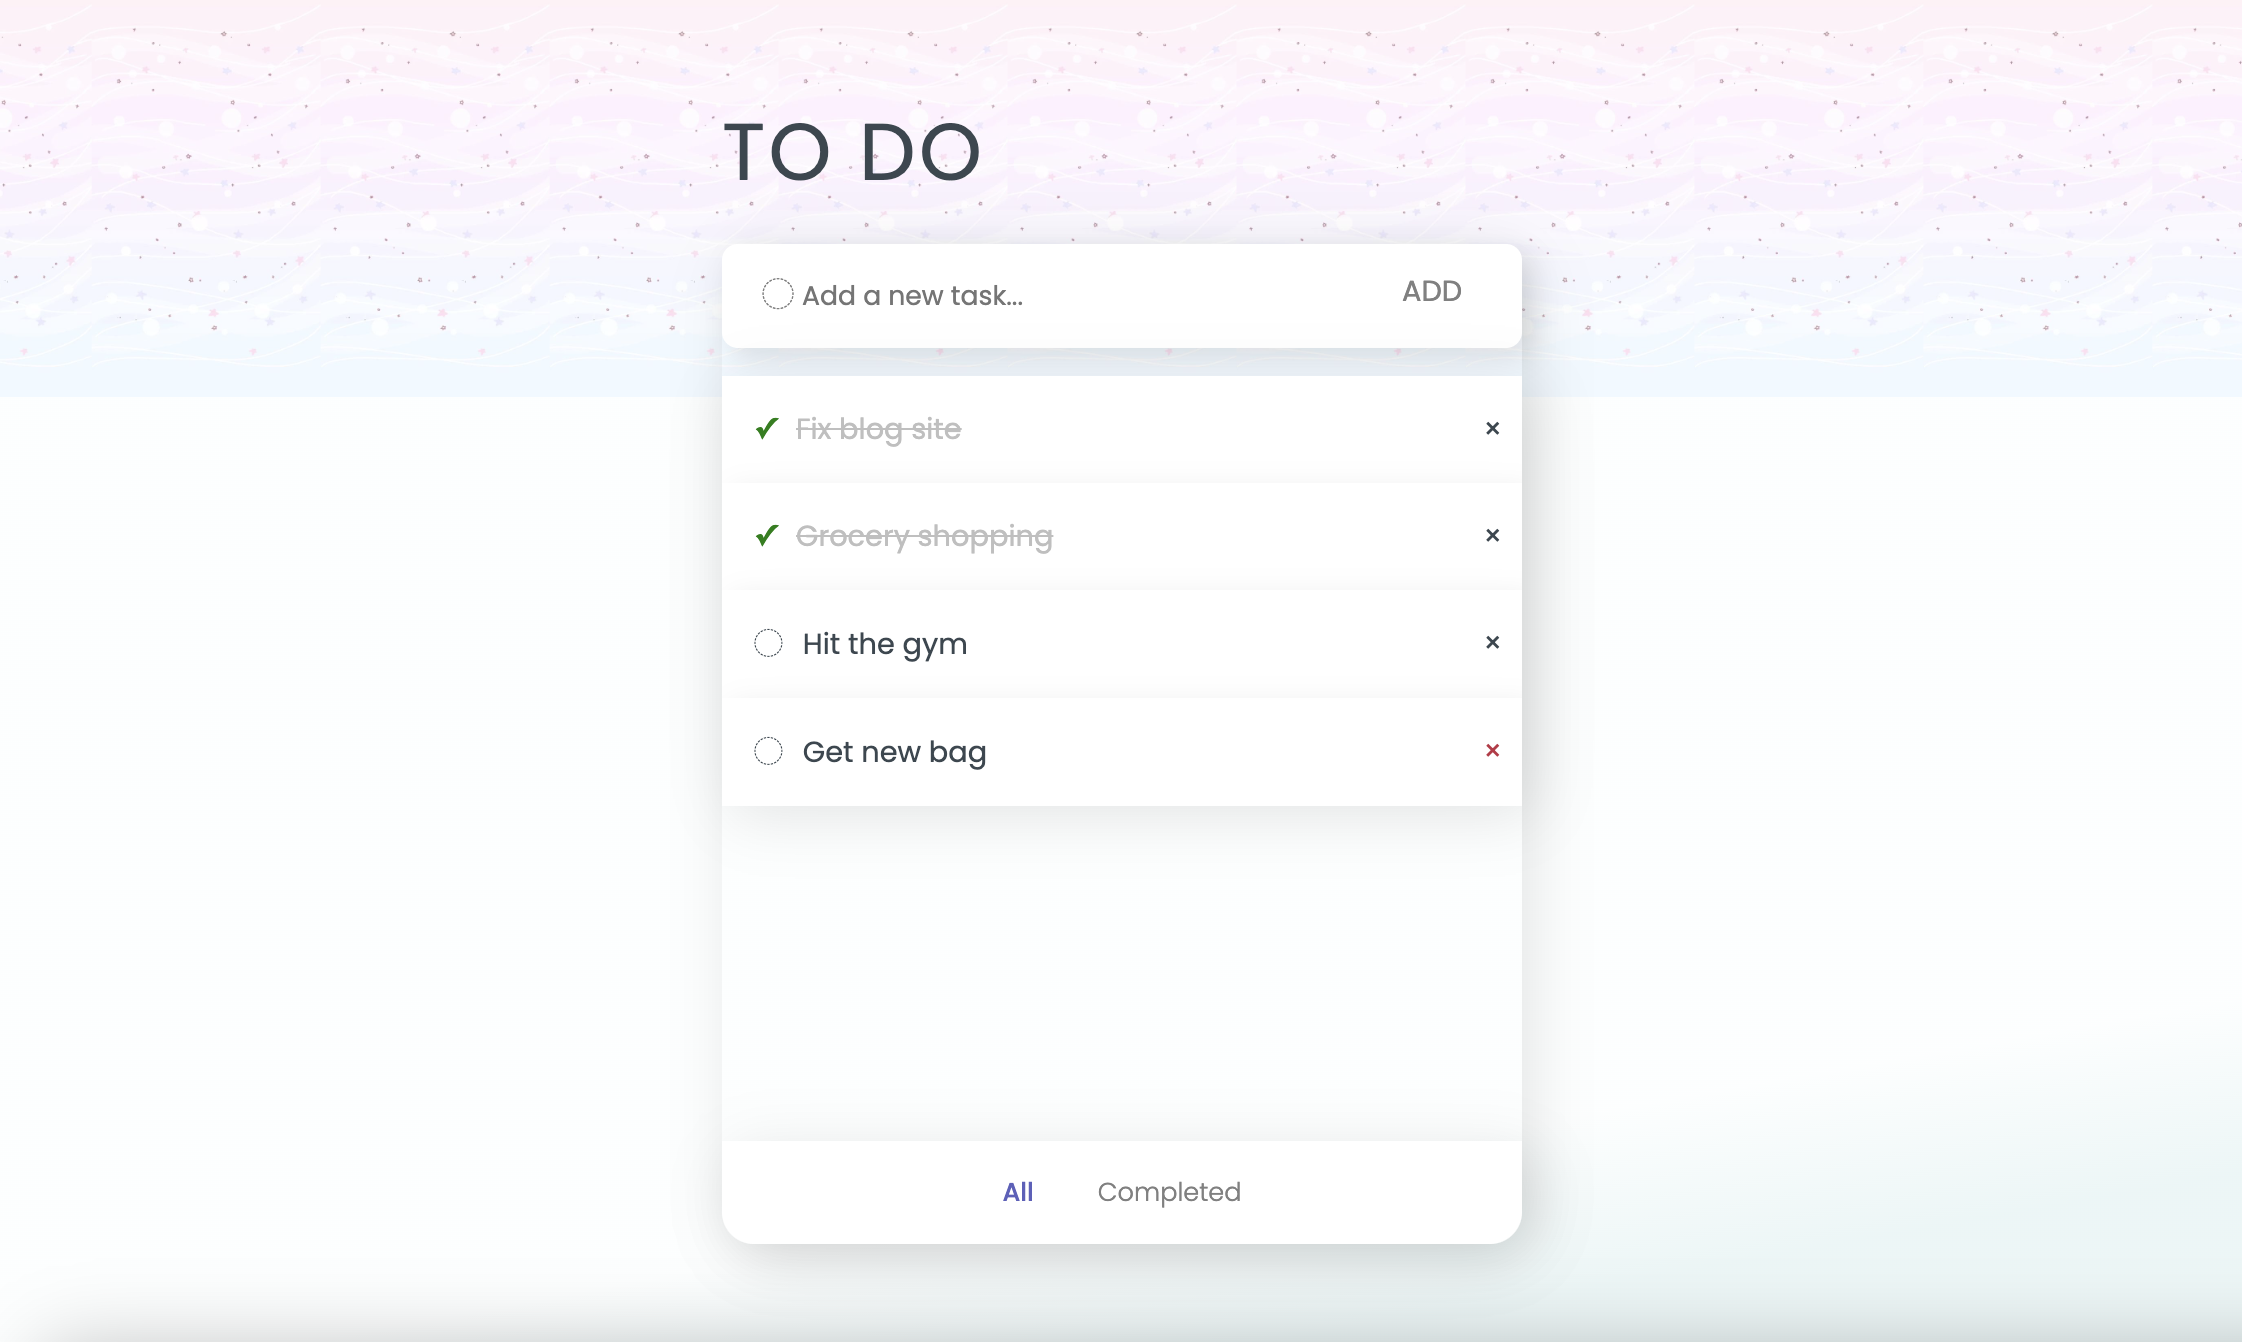 TO DO
Add a new task...
ADD
Fix blog site
Grocery shopping
Hit the gym
Get new bag
All
Completed